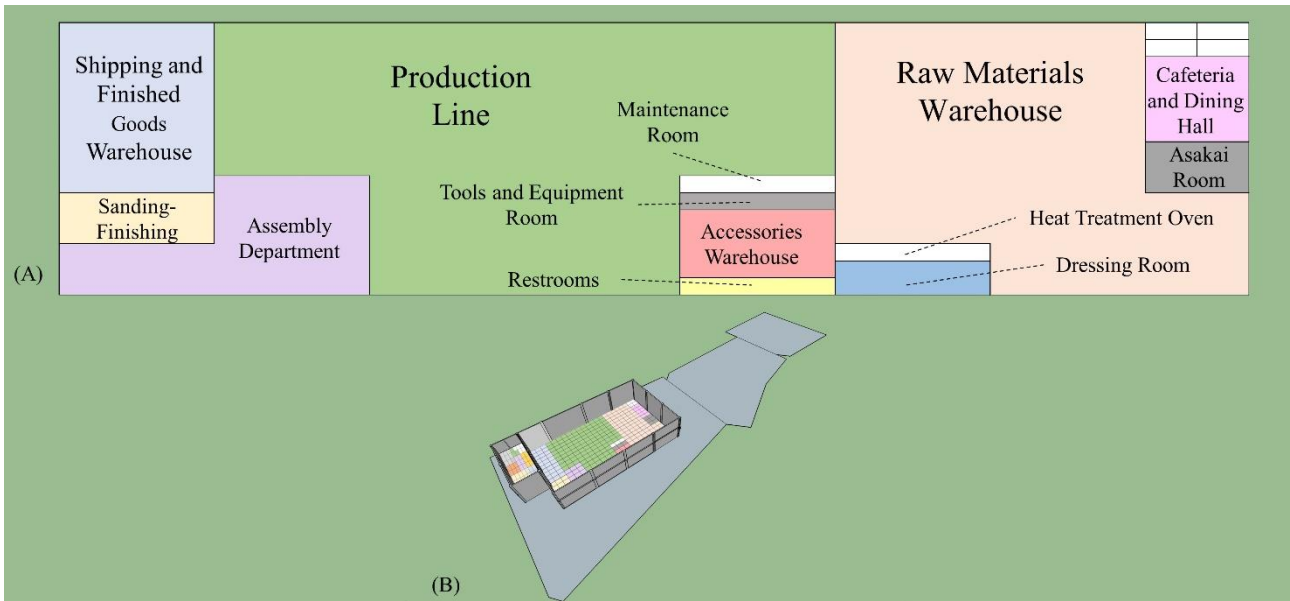 Shipping and
Finished
Goods
Warehouse
Production
Line
Raw Materials
Warehouse
Cafeteria
and Dining
Hall
Maintenance
Room
Asakai
Room
Tools and Equipment
Room
Sanding-
Finishing
Assembly
Department
Accessories
Warehouse
Heat Treatment Oven
Dressing Room
Restrooms
(A)
(B)